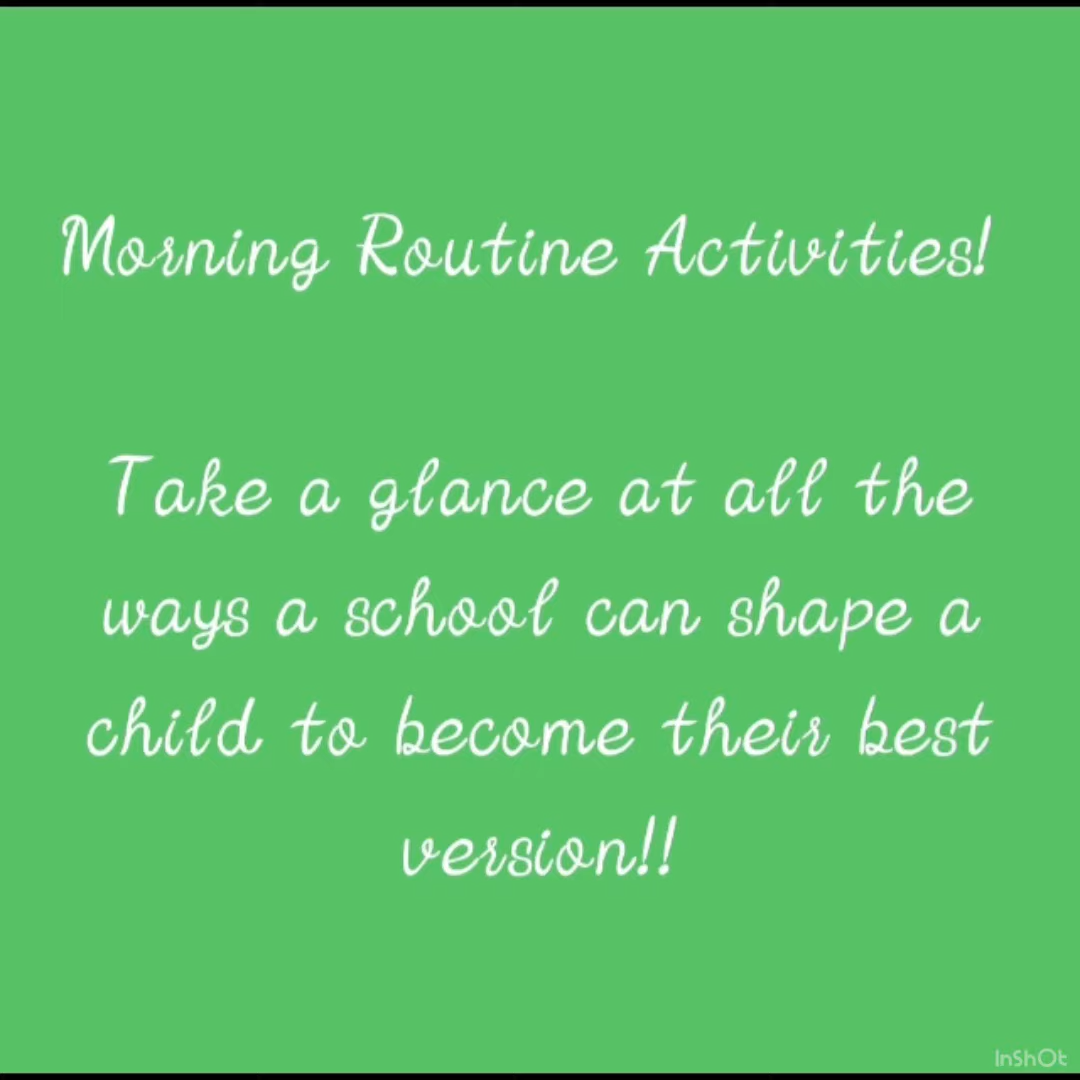 Morning Routine Activities!
Take a glance at all the
ways a school can shape a
child to become their best
version!!
InShOt